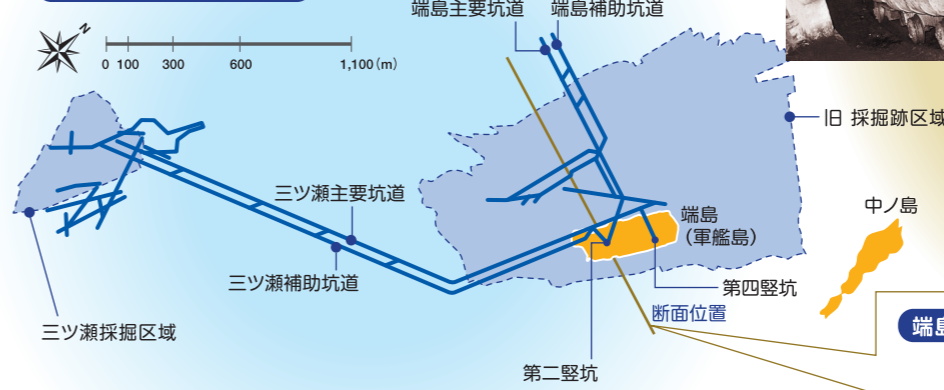 端島主要坑道 端島補助坑道
N
0 100 300 600 1,100(m)
旧 採掘跡区域
中ノ島
三ツ瀬主要坑道
端島
(軍艦島)
三ツ瀬補助坑道
第四竪坑
断面位置
三ツ瀬採掘区域
端島
第二竪坑